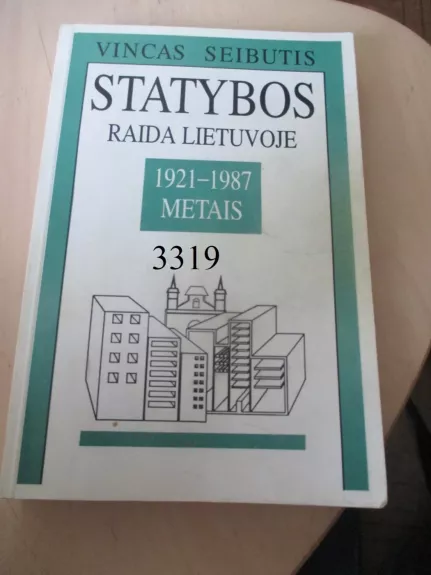 VINCAS SEIBUTIS
STATYBOS
RAIDA LIETUVOJE
1921–1987
METAIS
3319